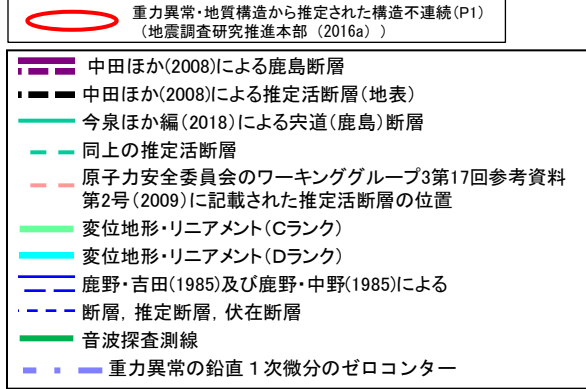 重力異常・地質構造から推定された構造不連続(P1)
（地震調査研究推進本部（2016a））
中田ほか(2008)による鹿島断層
中田ほか(2008)による推定活断層(地表)
今泉ほか編(2018)による宍道(鹿島)断層
同上の推定活断層
原子力安全委員会のワーキンググループ3第17回参考資料
第2号(2009)に記載された推定活断層の位置
変位地形・リニアメント(Cランク)
変位地形・リニアメント(Dランク)
鹿野・吉田(1985)及び鹿野・中野(1985)による
断層，推定断層，伏在断層
音波探査測線
重力異常の鉛直１次微分のゼロコンター